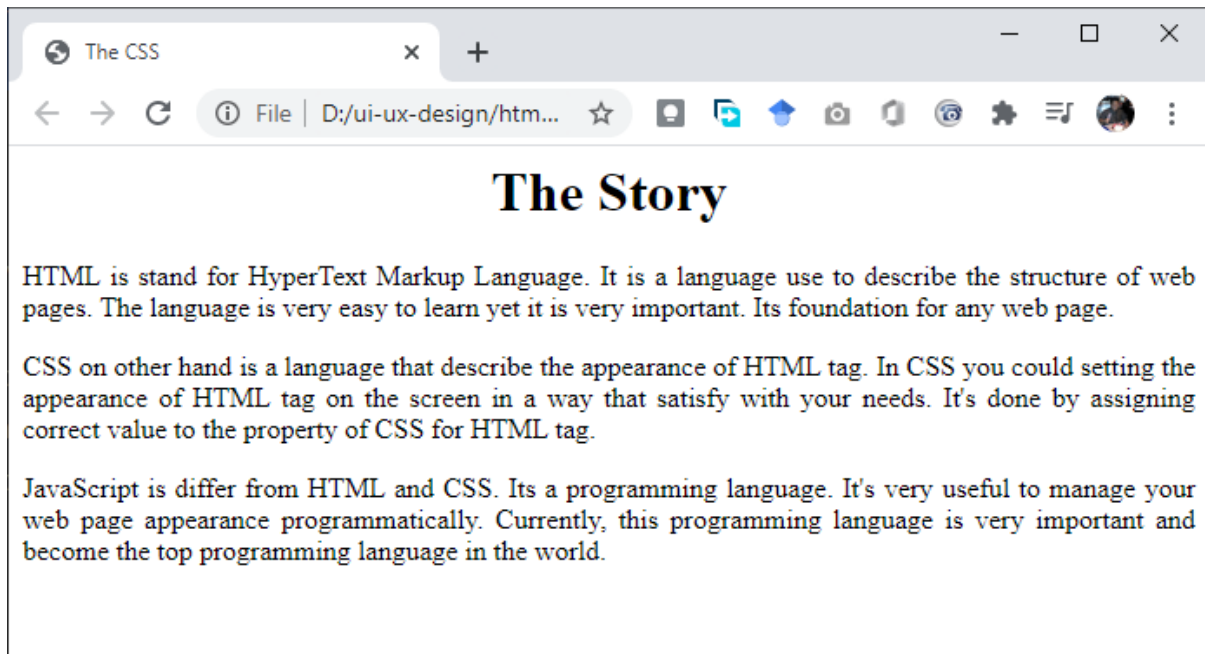 The CSS
File | D:/ui-ux-design/htm...
The Story
HTML is stand for HyperText Markup Language. It is a language use to describe the structure of web
pages. The language is very easy to learn yet it is very important. Its foundation for any web page.
CSS on other hand is a language that describe the appearance of HTML tag. In CSS you could setting the
appearance of HTML tag on the screen in a way that satisfy with your needs. It's done by assigning
correct value to the property of CSS for HTML tag.
JavaScript is differ from HTML and CSS. Its a programming language. It's very useful to manage your
web page appearance programmatically. Currently, this programming language is very important and
become the top programming language in the world.